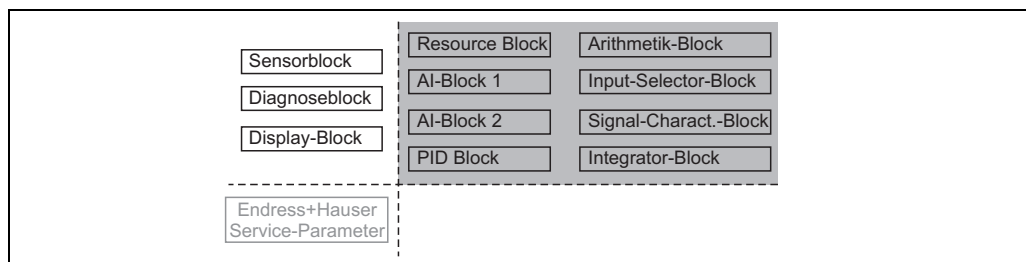 Sensorblock
Diagnoseblock
Display-Block
Resource Block
AI-Block 1
AI-Block 2
PID Block
Arithmetik-Block
Input-Selector-Block
Signal-Charact.-Block
Integrator-Block
Endress+Hauser
Service-Parameter